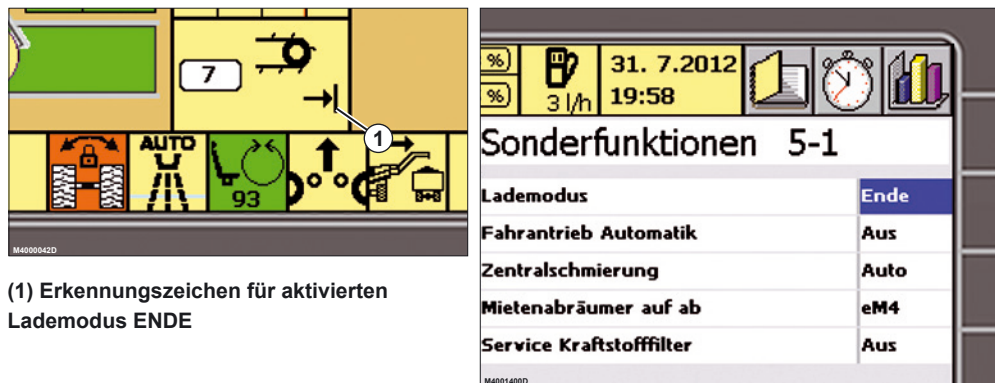 7
1
AUTO
93
M4000042D
(1) Erkennungszeichen für aktivierten
Lademodus ENDE
%
%
3 l/h
31. 7.2012
19:58
Sonderfunktionen 5-1
Lademodus Ende
Fahrantrieb Automatik Aus
Zentralschmierung Auto
Mietenabräumer auf ab eM4
Service Kraftstofffilter Aus
M4001400D